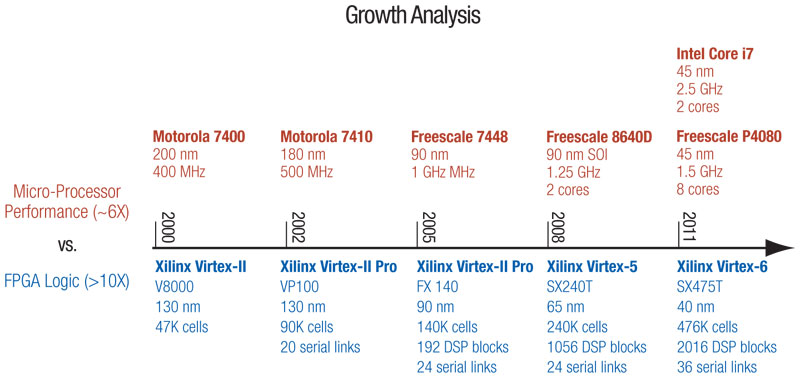 Growth Analysis
Intel Core i7
45 nm
2.5 GHz
2 cores
Motorola 7400
200 nm
400 MHz
Motorola 7410
180 nm
500 MHz
Freescale 7448
90 nm
1 GHz MHz
Freescale 8640D
90 nm SOI
1.25 GHz
2 cores
Freescale P4080
45 nm
1.5 GHz
8 cores
Micro-Processor
Performance (~6X)
vs.
FPGA Logic (>10X)
2000
2002
2005
2008
2011
Xilinx Virtex-II
V8000
130 nm
47K cells
Xilinx Virtex-II Pro
VP100
130 nm
90K cells
20 serial links
Xilinx Virtex-II Pro
FX 140
90 nm
140K cells
192 DSP blocks
24 serial links
Xilinx Virtex-5
SX240T
65 nm
240K cells
1056 DSP blocks
24 serial links
Xilinx Virtex-6
SX475T
40 nm
476K cells
2016 DSP blocks
36 serial links